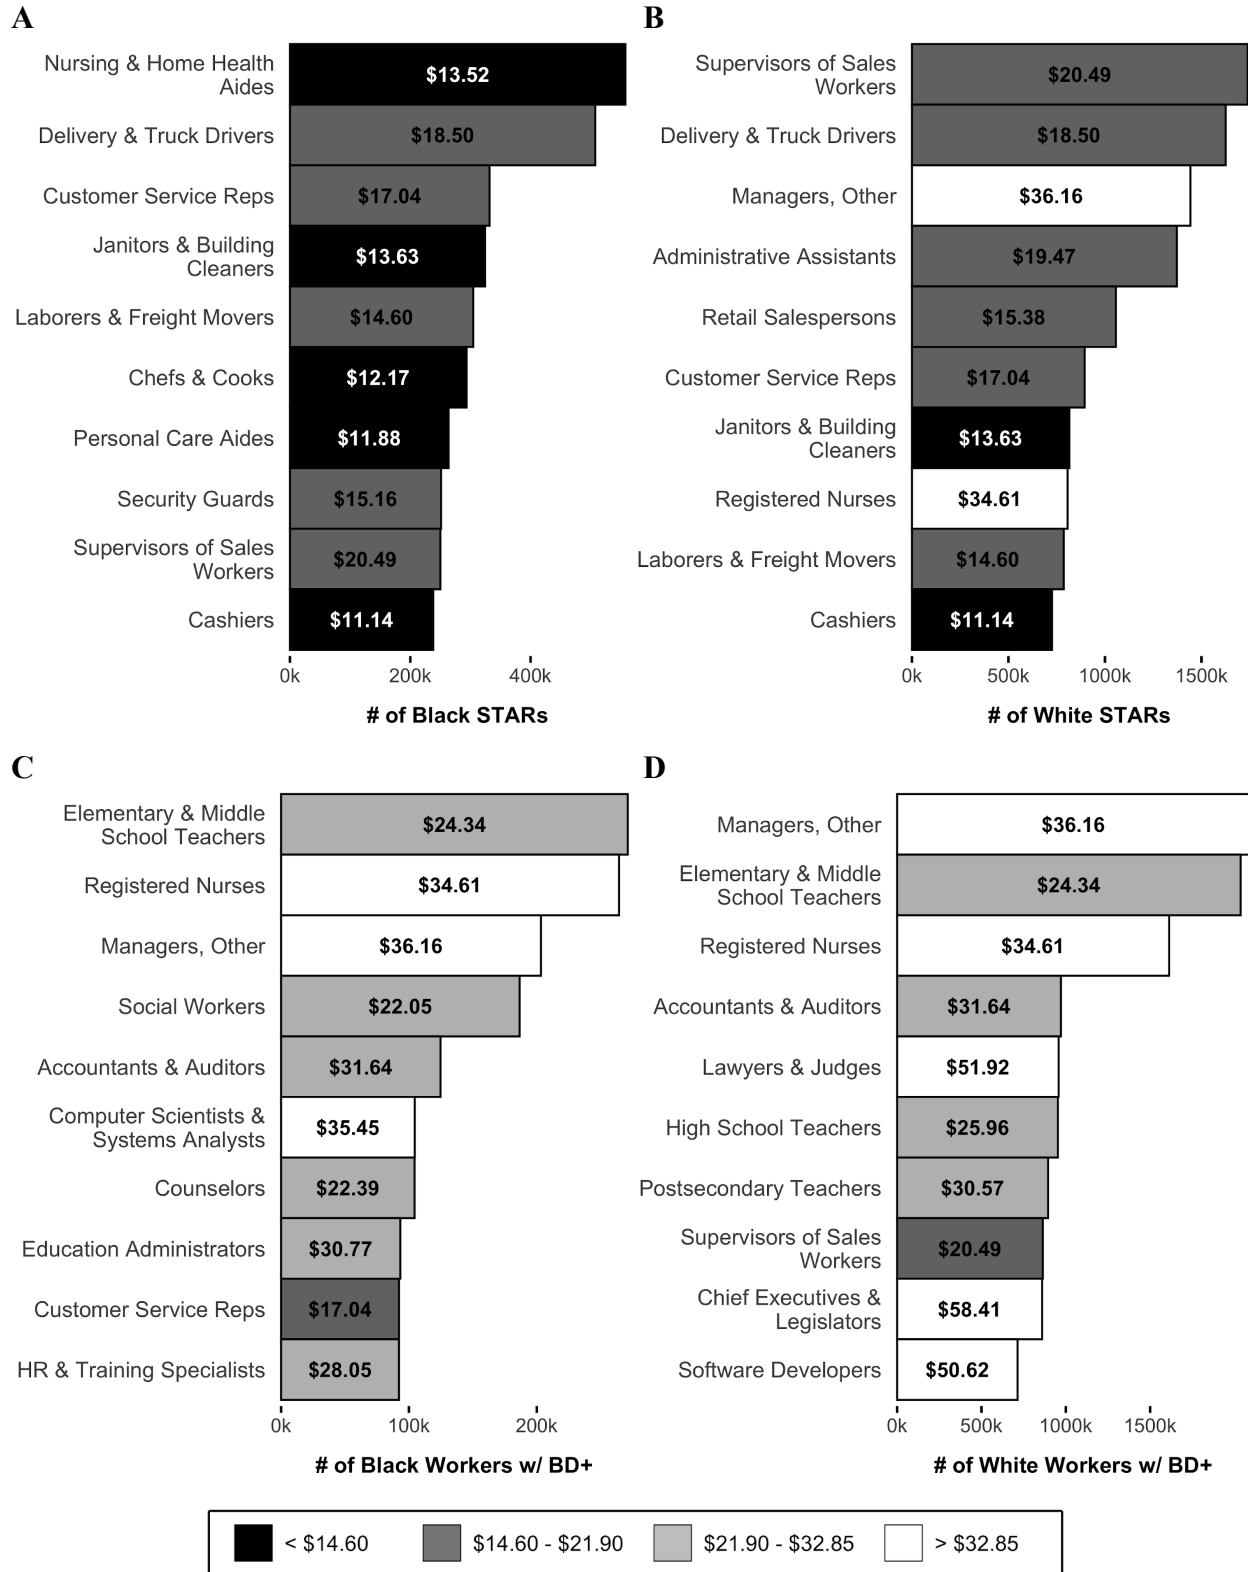 A
Nursing & Home Health
Aides
$13.52
Delivery & Truck Drivers
$18.50
Customer Service Reps
$17.04
Janitors & Building
Cleaners
$13.63
Laborers & Freight Movers
$14.60
Chefs & Cooks
$12.17
Personal Care Aides
$11.88
Security Guards
$15.16
Supervisors of Sales
Workers
$20.49
Cashiers
$11.14
0k 200k 400k
# of Black STARs
B
Supervisors of Sales
Workers
$20.49
Delivery & Truck Drivers
$18.50
Managers, Other
$36.16
Administrative Assistants
$19.47
Retail Salespersons
$15.38
Customer Service Reps
$17.04
Janitors & Building
Cleaners
$13.63
Registered Nurses
$34.61
Laborers & Freight Movers
$14.60
Cashiers
$11.14
0k 500k 1000k 1500k
# of White STARs
C
Elementary & Middle
School Teachers
$24.34
Registered Nurses
$34.61
Managers, Other
$36.16
Social Workers
$22.05
Accountants & Auditors
$31.64
Computer Scientists &
Systems Analysts
$35.45
Counselors
$22.39
Education Administrators
$30.77
Customer Service Reps
$17.04
HR & Training Specialists
$28.05
0k 100k 200k
# of Black Workers w/ BD+
D
Managers, Other
$36.16
Elementary & Middle
School Teachers
$24.34
Registered Nurses
$34.61
Accountants & Auditors
$31.64
Lawyers & Judges
$51.92
High School Teachers
$25.96
Postsecondary Teachers
$30.57
Supervisors of Sales
Workers
$20.49
Chief Executives &
Legislators
$58.41
Software Developers
$50.62
0k 500k 1000k 1500k
# of White Workers w/ BD+
< $14.60 $14.60 - $21.90 $21.90 - $32.85 > $32.85